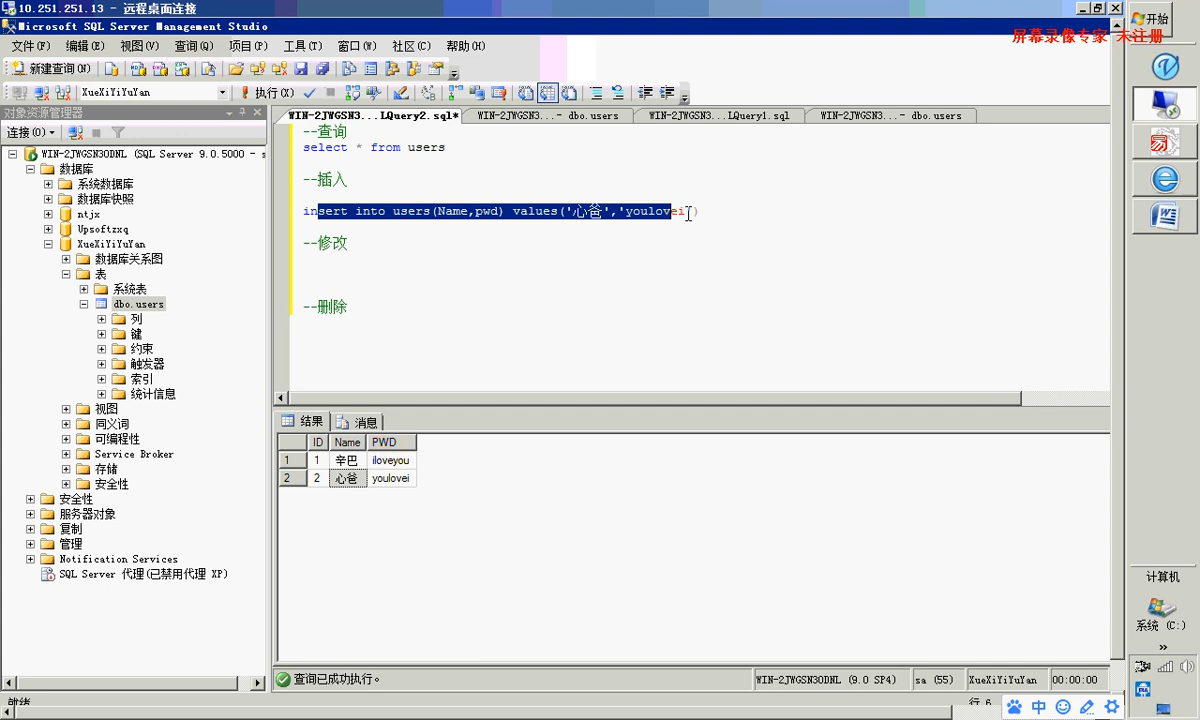 10.251.251.13 - 远程桌面连接
Microsoft SQL Server Management Studio
开始
屏幕录像专家 未注册
文件(F) 编辑(E) 视图(V) 查询(Q) 项目(P) 工具(T) 窗口(W) 社区(C) 帮助(H)
新建查询(N)
XueXiYiYuYan
执行(X)
对象资源管理器
连接(O)
WIN-2JWGSN3...LQuery2.sql*
WIN-2JWGSN3...- dbo.users
WIN-2JWGSN3...LQuery1.sql
WIN-2JWGSN3...- dbo.users
WIN-2JWGSN3ODNL (SQL Server 9.0.5000 - s
数据库
系统数据库
数据库快照
ntjx
Upsoftzxq
XueXiYiYuYan
数据库关系图
表
系统表
dbo.users
列
键
约束
触发器
索引
统计信息
视图
同义词
可编程性
Service Broker
存储
安全性
安全性
服务器对象
复制
管理
Notification Services
SQL Server 代理(已禁用代理 XP)
--查询
select * from users
--插入
insert into users(Name,pwd) values('心爸','youlovei')
--修改
--删除
结果 消息
ID Name PWD
1 1 辛巴 iloveyou
2 2 心爸 youlovei
查询已成功执行。
WIN-2JWGSN3ODNL (9.0 SP4)
sa (55)
XueXiYiYuYan
00:00:00
就绪
行 6
中
计算机
系统 (C:)